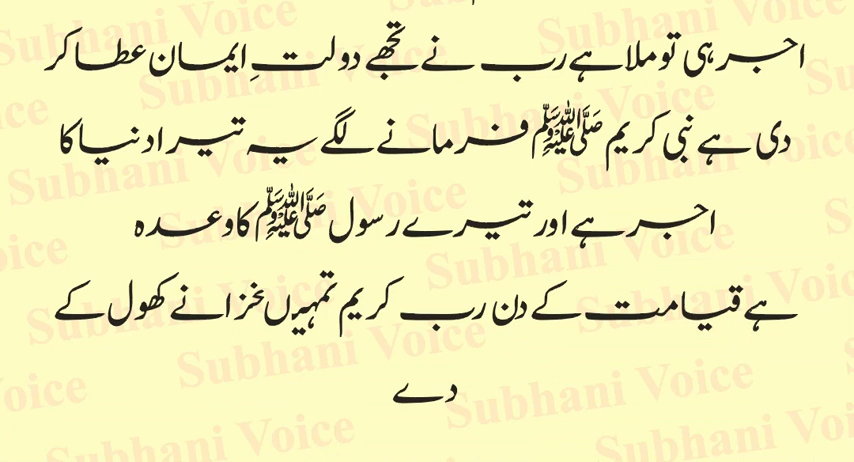 اجر ہی تو ملا ہے رب نے تجھے دولتِ ایمان عطا کر
دی ہے نبی کریم ﷺ فرمانے لگے یہ تیرا دنیا کا
اجر ہے اور تیرے رسول ﷺ کا وعدہ
ہے قیامت کے دن رب کریم تمہیں خزانے کھول کے
دے
Subhani Voice